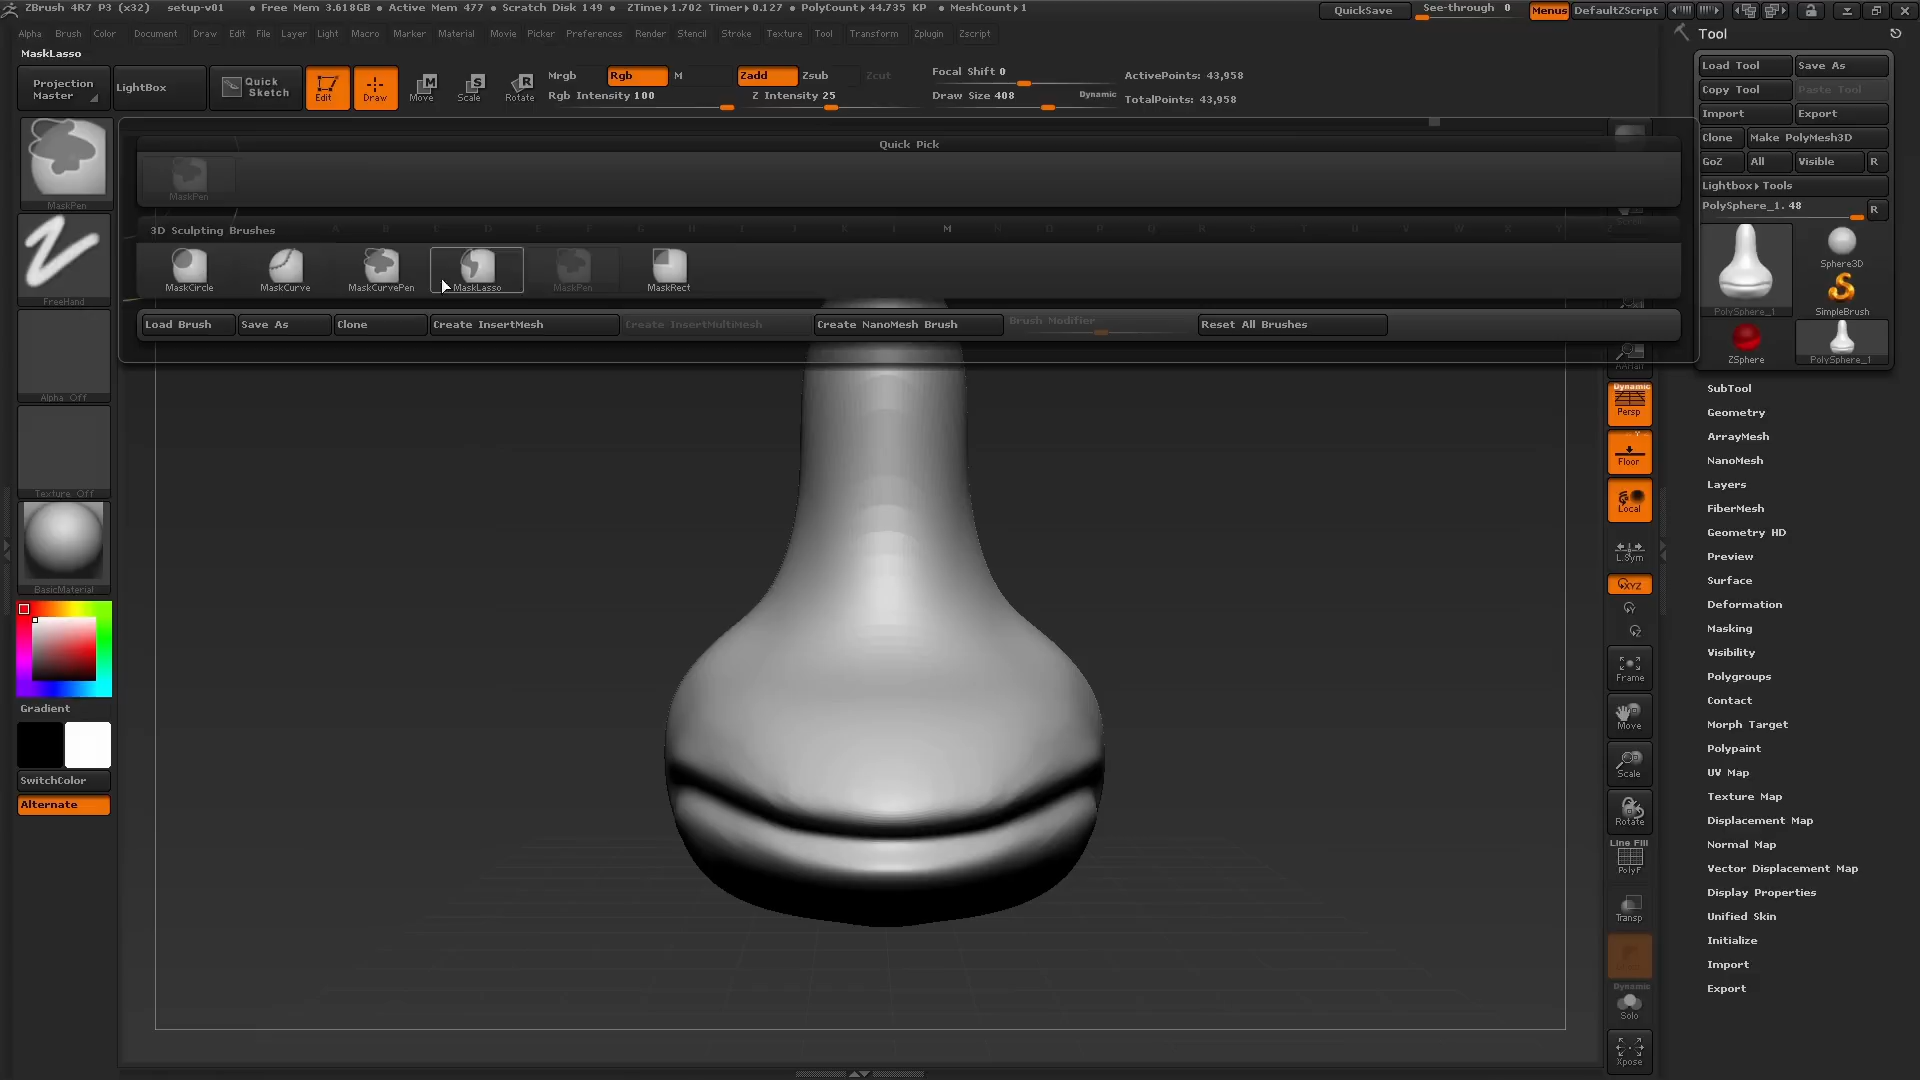 ZBrush 4R7 P3 (x32) setup-v01 • Free Mem 3.618GB • Active Mem 477 • Scratch Disk 149 • ZTime▸1.702 Timer▸0.127 • PolyCount▸44.735 KP • MeshCount▸1 QuickSave See-through 0 Menus DefaultZScript
Alpha Brush Color Document Draw Edit File Layer Light Macro Marker Material Movie Picker Preferences Render Stencil Stroke Texture Tool Transform Zplugin Zscript
MaskLasso
Projection Master
LightBox
Quick Sketch
Edit
Draw
Move
Scale
Rotate
Mrgb Rgb M Zadd Zsub Zcut
Rgb Intensity 100 Z Intensity 25
Focal Shift 0
Draw Size 408 Dynamic
ActivePoints: 43,958
TotalPoints: 43,958
MaskPen
FreeHand
Alpha Off
Texture Off
BasicMaterial
Gradient
SwitchColor
Alternate
Quick Pick
MaskPen
3D Sculpting Brushes A B C D E F G H I J K L M N O P Q R S T U V W X Y Z
MaskCircle MaskCurve MaskCurvePen MaskLasso MaskPen MaskRect
Load Brush Save As Clone Create InsertMesh Create InsertMultiMesh Create NanoMesh Brush Brush Modifier Reset All Brushes
Scroll
AAHalf
Dynamic
Persp
Floor
Local
L.Sym
XYZ
Y
Z
Frame
Move
Scale
Rotate
Line Fill
PolyF
Transp
Dynamic
Solo
Xpose
Tool
Load Tool Save As
Copy Tool Paste Tool
Import Export
Clone Make PolyMesh3D
GoZ All Visible R
Lightbox▸Tools
PolySphere_1. 48 R
PolySphere_1
Sphere3D
SimpleBrush
ZSphere
PolySphere_1
SubTool
Geometry
ArrayMesh
NanoMesh
Layers
FiberMesh
Geometry HD
Preview
Surface
Deformation
Masking
Visibility
Polygroups
Contact
Morph Target
Polypaint
UV Map
Texture Map
Displacement Map
Normal Map
Vector Displacement Map
Display Properties
Unified Skin
Initialize
Import
Export